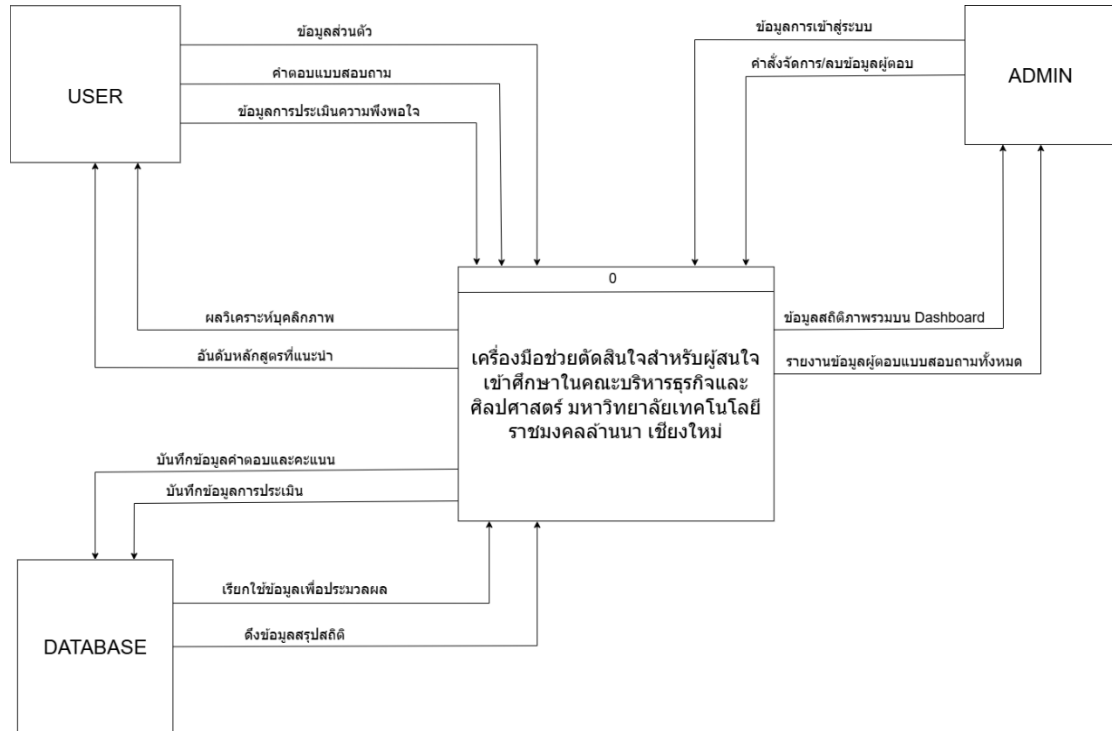 ข้อมูลส่วนตัว
คำตอบแบบสอบถาม
ข้อมูลการประเมินความพึงพอใจ
USER
ข้อมูลการเข้าสู่ระบบ
คำสั่งจัดการ/ลบข้อมูลผู้ตอบ
ADMIN
0
เครื่องมือช่วยตัดสินใจสำหรับผู้สนใจ
เข้าศึกษาในคณะบริหารธุรกิจและ
ศิลปศาสตร์ มหาวิทยาลัยเทคโนโลยี
ราชมงคลล้านนา เชียงใหม่
ผลวิเคราะห์บุคลิกภาพ
อันดับหลักสูตรที่แนะนำ
ข้อมูลสถิติภาพรวมบน Dashboard
รายงานข้อมูลผู้ตอบแบบสอบถามทั้งหมด
บันทึกข้อมูลคำตอบและคะแนน
บันทึกข้อมูลการประเมิน
เรียกใช้ข้อมูลเพื่อประมวลผล
ดึงข้อมูลสรุปสถิติ
DATABASE